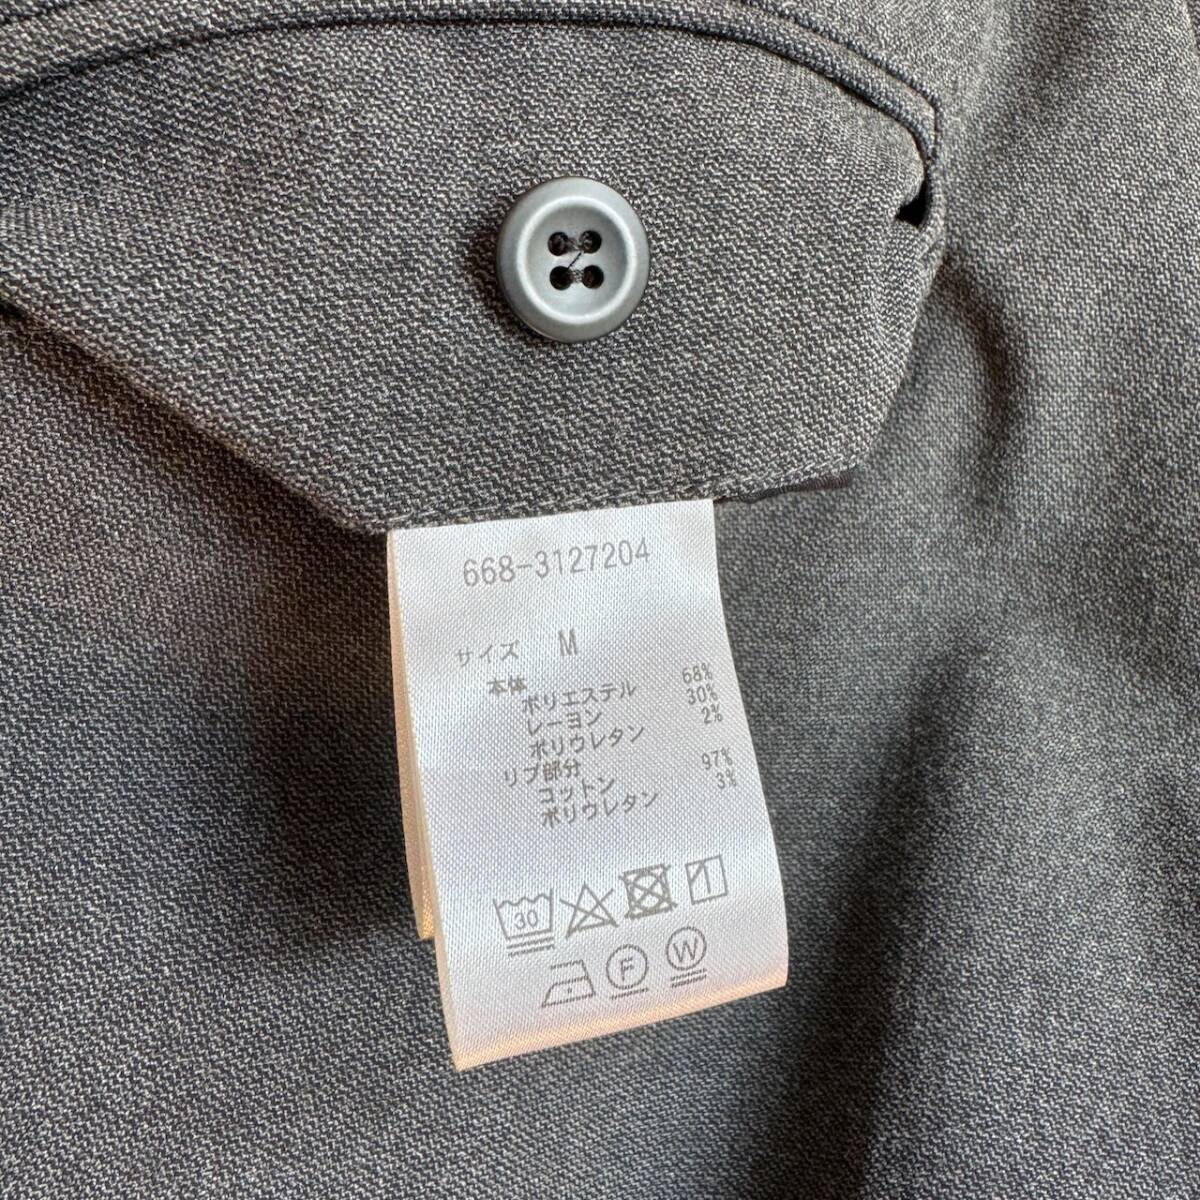 668-3127204
サイズ M
本体
ポリエステル 68%
レーヨン 30%
ポリウレタン 2%
リブ部分
コットン 97%
ポリウレタン 3%
30
F W